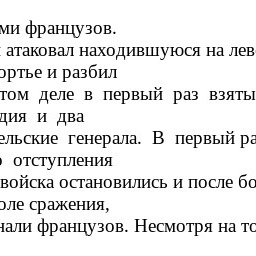 ми французов.
атаковал находившуюся на лев
ортье и разбил
том деле в первый раз взяты
дия и два
ельские генерала. В первый ра
отступления
войска остановились и после бо
оле сражения,
нали французов. Несмотря на то